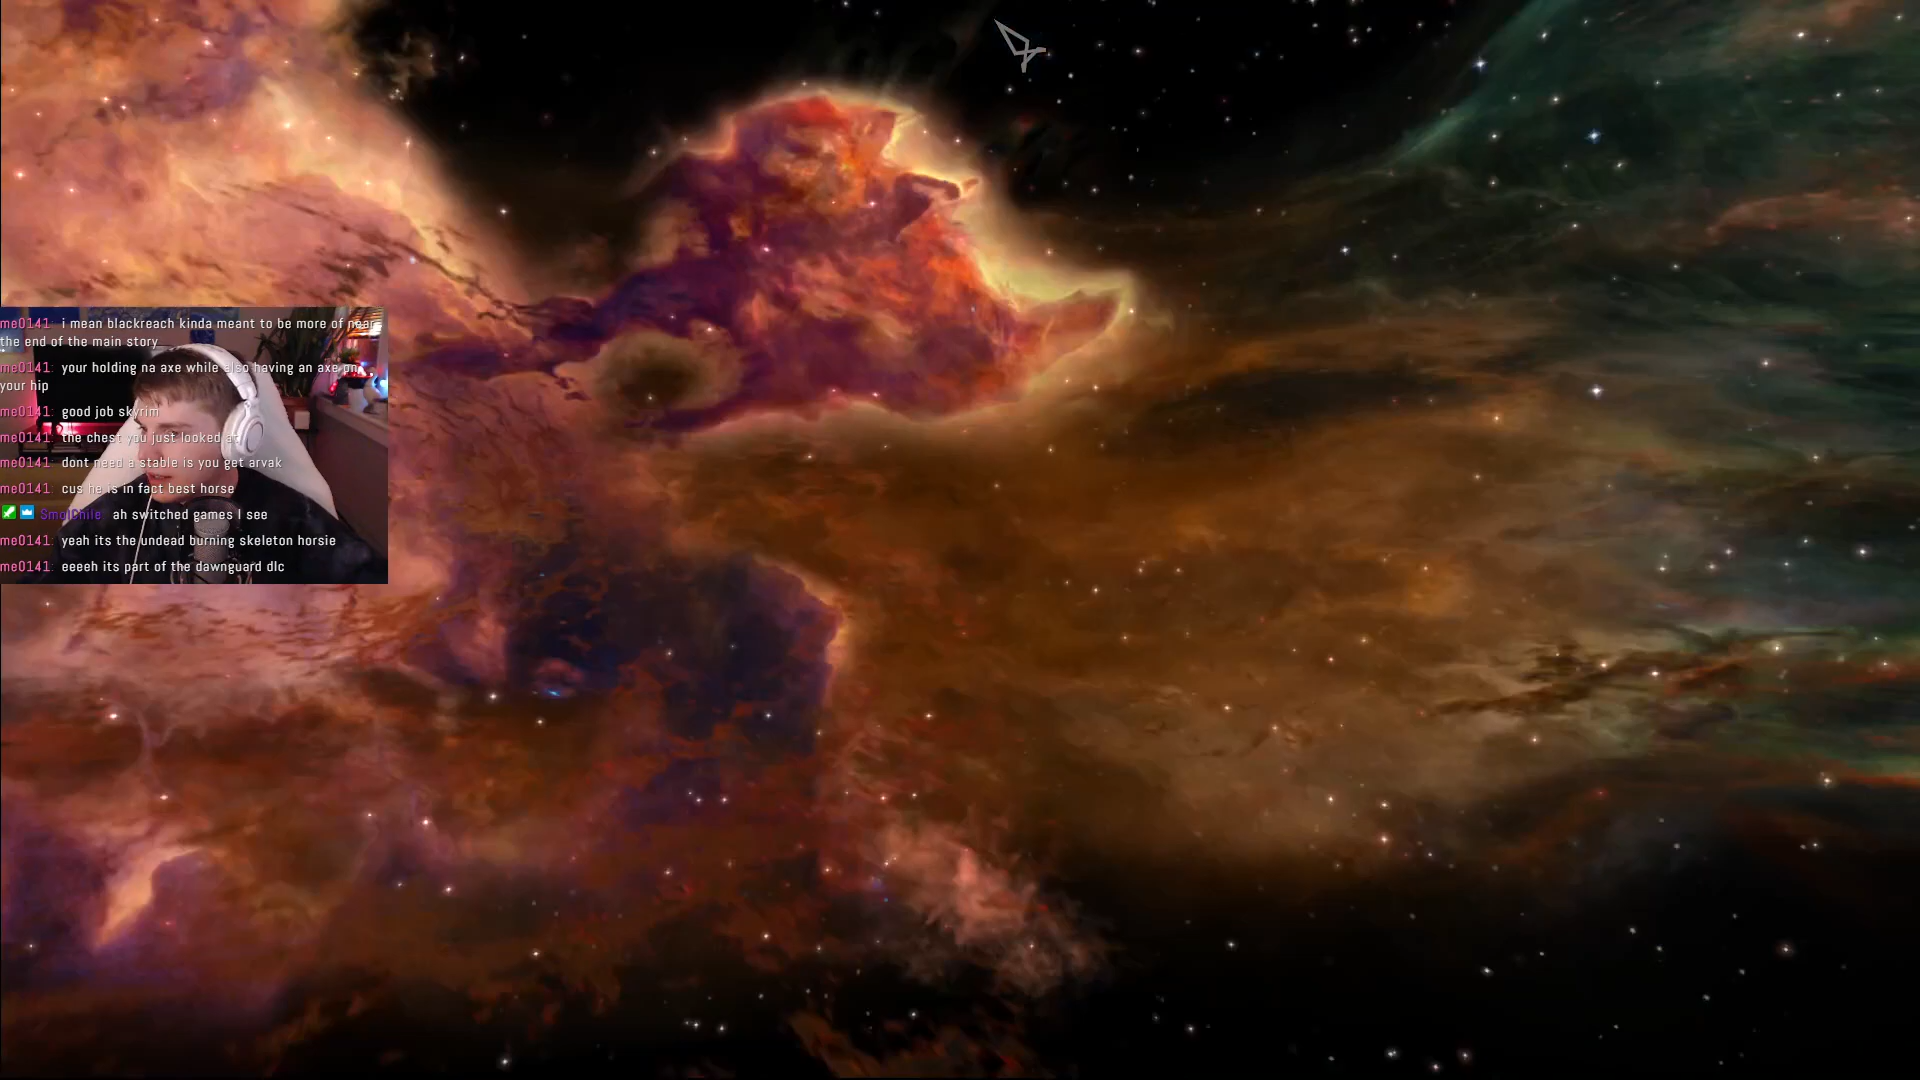 me0141: i mean blackreach kinda meant to be more of near
the end of the main story
me0141: your holding na axe while also having an axe on
your hip
me0141: good job skyrim
me0141: the chest you just looked at
me0141: dont need a stable is you get arvak
me0141: cus he is in fact best horse
SmolChile ah switched games I see
me0141: yeah its the undead burning skeleton horsie
me0141: eeeeh its part of the dawnguard dlc